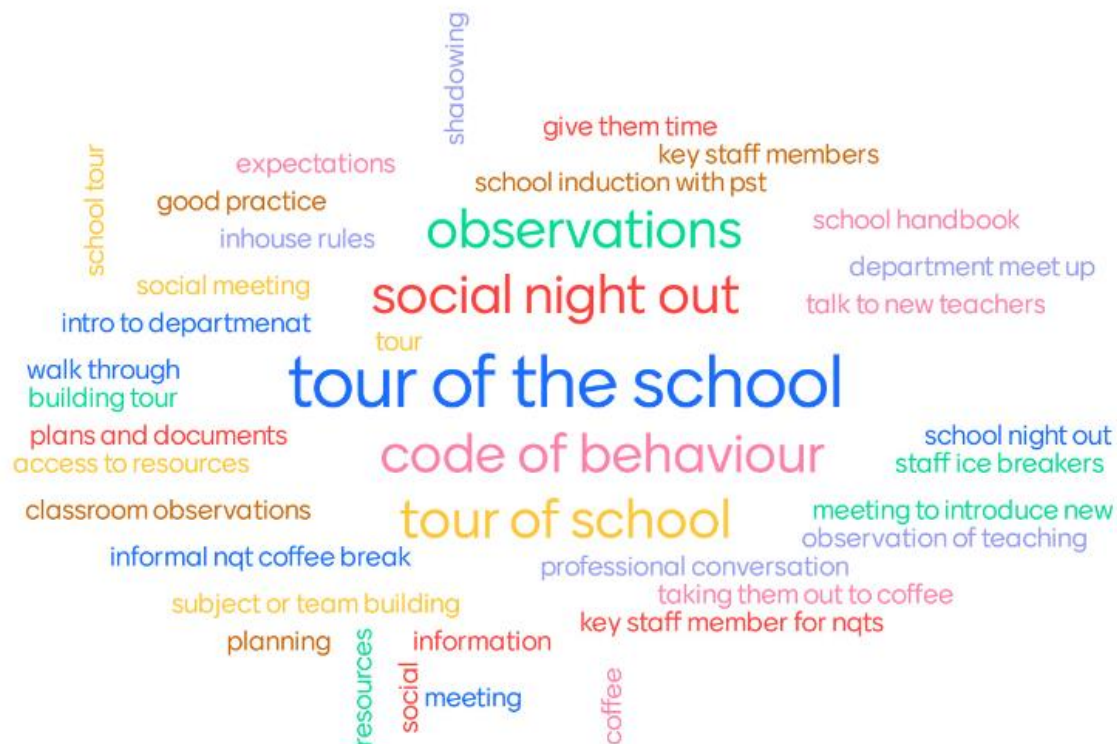 shadowing
give them time
key staff members
expectations
school induction with pst
school tour
good practice
observations
school handbook
inhouse rules
department meet up
social meeting
social night out
talk to new teachers
intro to departmenat
tour
walk through
tour of the school
building tour
plans and documents
code of behaviour
school night out
access to resources
staff ice breakers
classroom observations
tour of school
meeting to introduce new
observation of teaching
informal nqt coffee break
professional conversation
taking them out to coffee
subject or team building
key staff member for nqts
planning
resources
social
information
meeting
coffee